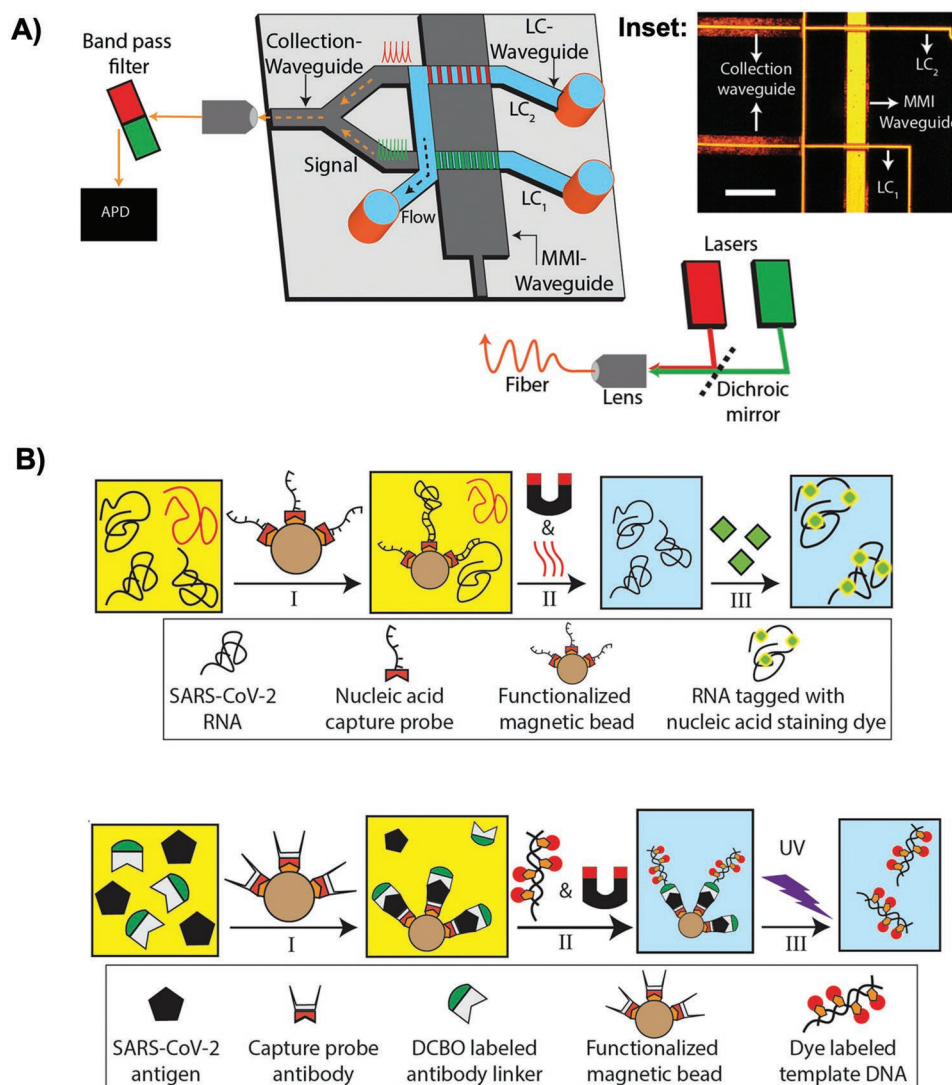 A)
Band pass
filter
APD
Collection-
Waveguide
Signal
Flow
LC-
Waveguide
LC2
LC1
MMI-
Waveguide
Inset:
Collection
waveguide
LC2
MMI
Waveguide
LC1
Lasers
Fiber
Lens
Dichroic
mirror
B)
I
&
II
III
SARS-CoV-2
RNA
Nucleic acid
capture probe
Functionalized
magnetic bead
RNA tagged with
nucleic acid staining dye
I
&
II
UV
III
SARS-CoV-2
antigen
Capture probe
antibody
DCBO labeled
antibody linker
Functionalized
magnetic bead
Dye labeled
template DNA